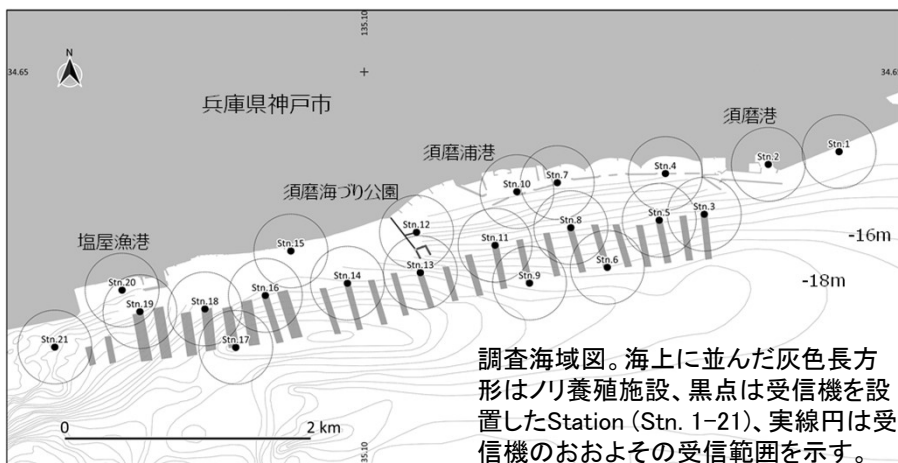 135.10
34.65
N
34.6
兵庫県神戸市
須磨港
須磨浦港
須磨海づり公園
塩屋漁港
Stn.1
Stn.2
Stn.4
Stn.7
Stn.10
Stn.3
Stn.5
Stn.8
Stn.12
Stn.11
Stn.15
Stn.6
Stn.13
Stn.9
Stn.14
Stn.20
Stn.16
Stn.19
Stn.18
Stn.17
Stn.21
-16m
-18m
0
2 km
135.10
調査海域図。海上に並んだ灰色長方
形はノリ養殖施設、黒点は受信機を設
置したStation (Stn. 1-21)、実線円は受
信機のおおよその受信範囲を示す。